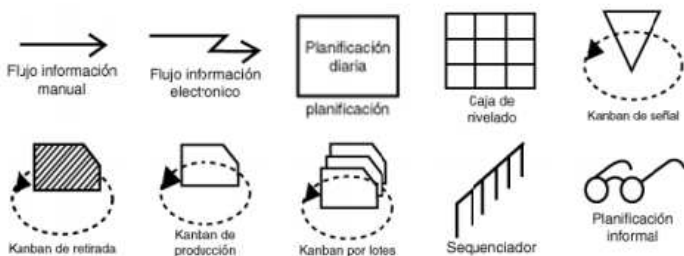 Flujo información
manual
Flujo información
electronico
Planificación
diaria
planificación
Caja de
nivelado
Kanban de señal
Kanban de retirada
Kanban de
producción
Kanban por lotes
Sequenciador
Planificación
informal